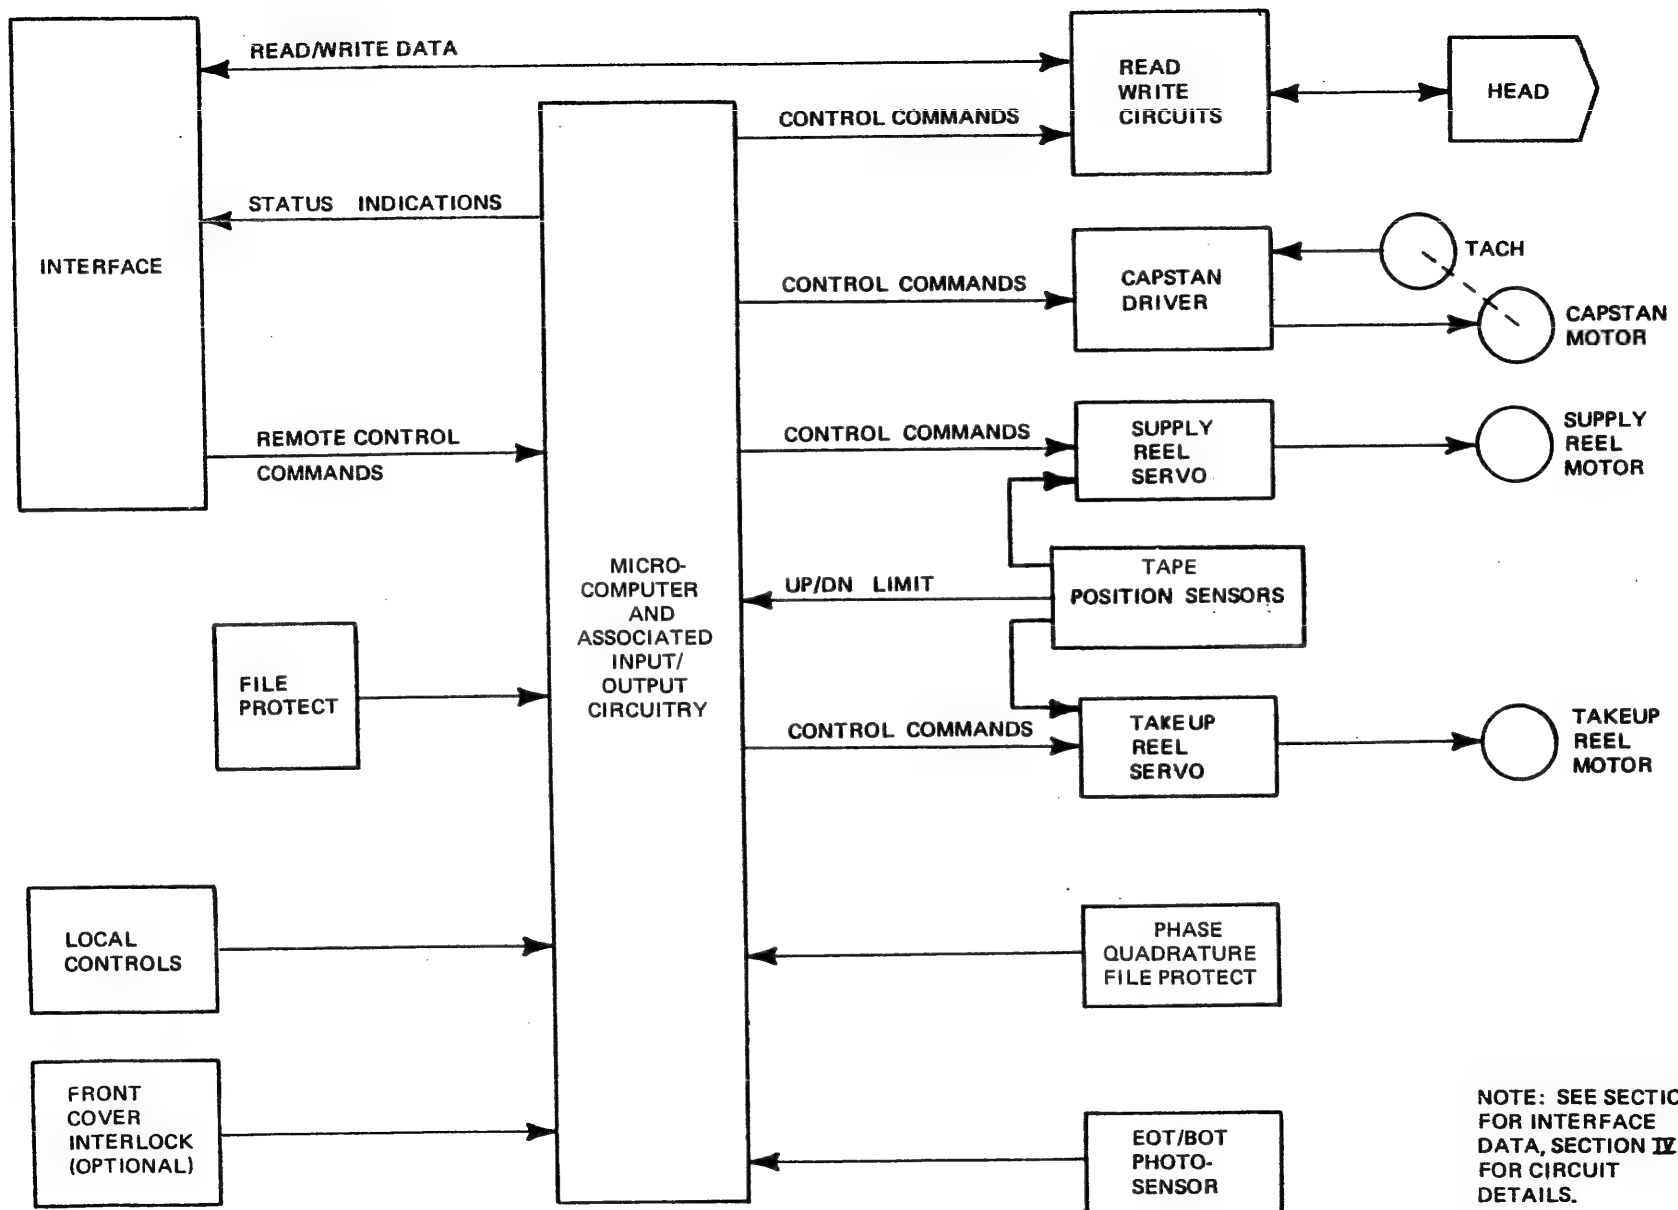 READ/WRITE DATA
READ
WRITE
CIRCUITS
HEAD
CONTROL COMMANDS
STATUS INDICATIONS
INTERFACE
TACH
CONTROL COMMANDS
CAPSTAN
DRIVER
CAPSTAN
MOTOR
REMOTE CONTROL
COMMANDS
CONTROL COMMANDS
SUPPLY
REEL
SERVO
SUPPLY
REEL
MOTOR
MICRO-
COMPUTER
AND
ASSOCIATED
INPUT/
OUTPUT
CIRCUITRY
UP/DN LIMIT
TAPE
POSITION SENSORS
FILE
PROTECT
CONTROL COMMANDS
TAKEUP
REEL
SERVO
TAKEUP
REEL
MOTOR
LOCAL
CONTROLS
PHASE
QUADRATURE
FILE PROTECT
FRONT
COVER
INTERLOCK
(OPTIONAL)
EOT/BOT
PHOTO-
SENSOR
NOTE: SEE
FOR INTERFACE
DATA, SECTION IV
FOR CIRCUIT
DETAILS.